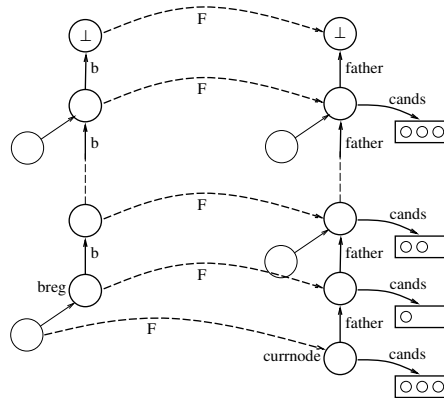 ⊥ F ⊥
b father
F cands
b father
F cands
b father
breg F cands
F father
currnode cands